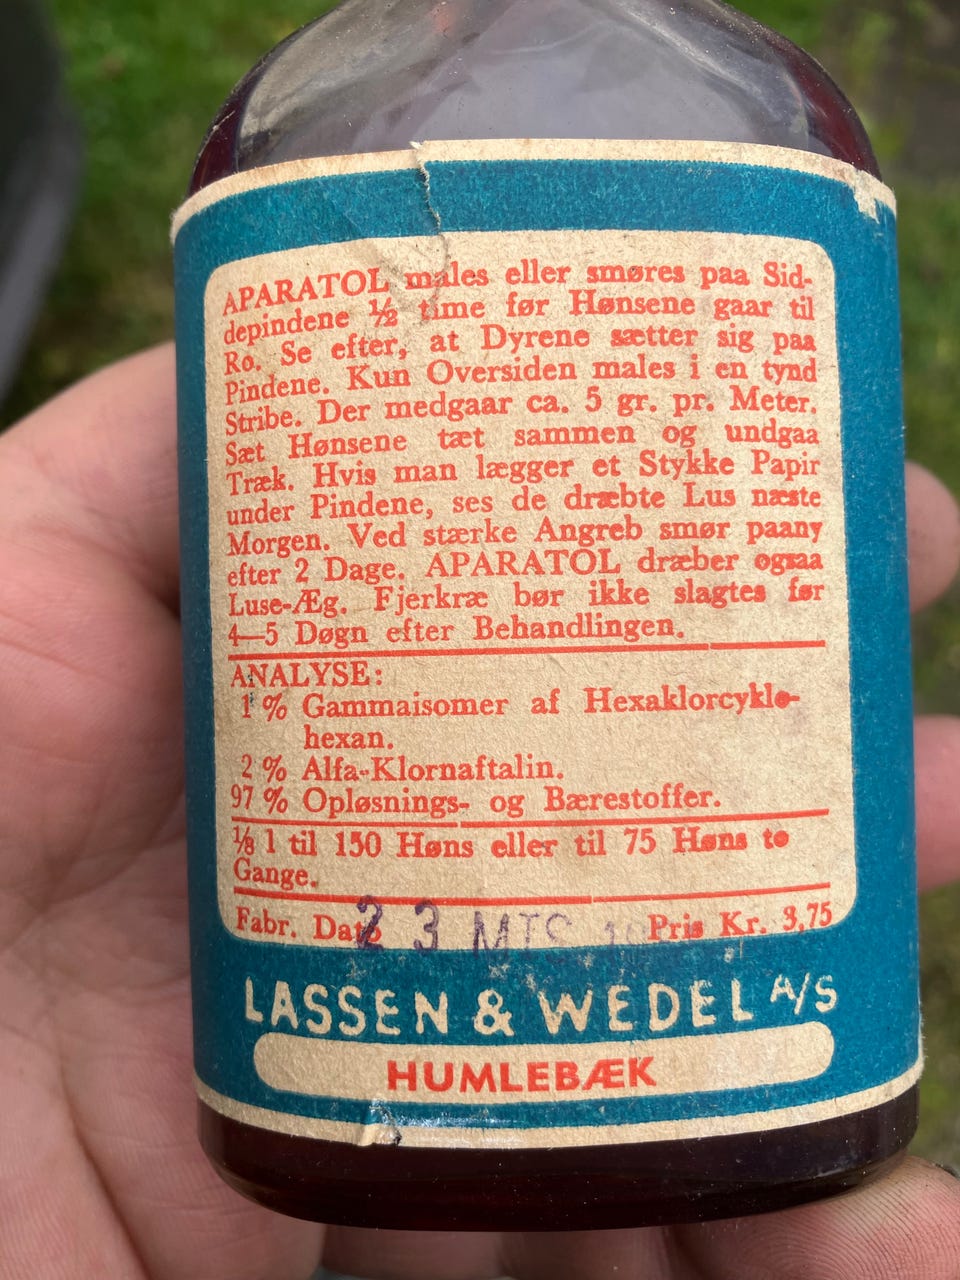 APARATOL males eller smøres paa Sid-
depindene ½ time før Hønsene gaar til
Ro. Se efter, at Dyrene sætter sig paa
Pindene. Kun Oversiden males i en tynd
Stribe. Der medgaar ca. 5 gr. pr. Meter.
Sæt Hønsene tæt sammen og undgaa
Træk. Hvis man lægger et Stykke Papir
under Pindene, ses de dræbte Lus næste
Morgen. Ved stærke Angreb smør paany
efter 2 Dage. APARATOL dræber ogsaa
Luse-Æg. Fjerkræ bør ikke slagtes før
4—5 Døgn efter Behandlingen.
ANALYSE:
1 % Gammaisomer af Hexaklorcyklo-
hexan.
2 % Alfa-Klornaftalin.
97 % Opløsnings- og Bærestoffer.
⅛ l til 150 Høns eller til 75 Høns to
Gange.
Fabr. Dato 23 Pris Kr. 3,75
LASSEN & WEDEL A/S
HUMLEBÆK